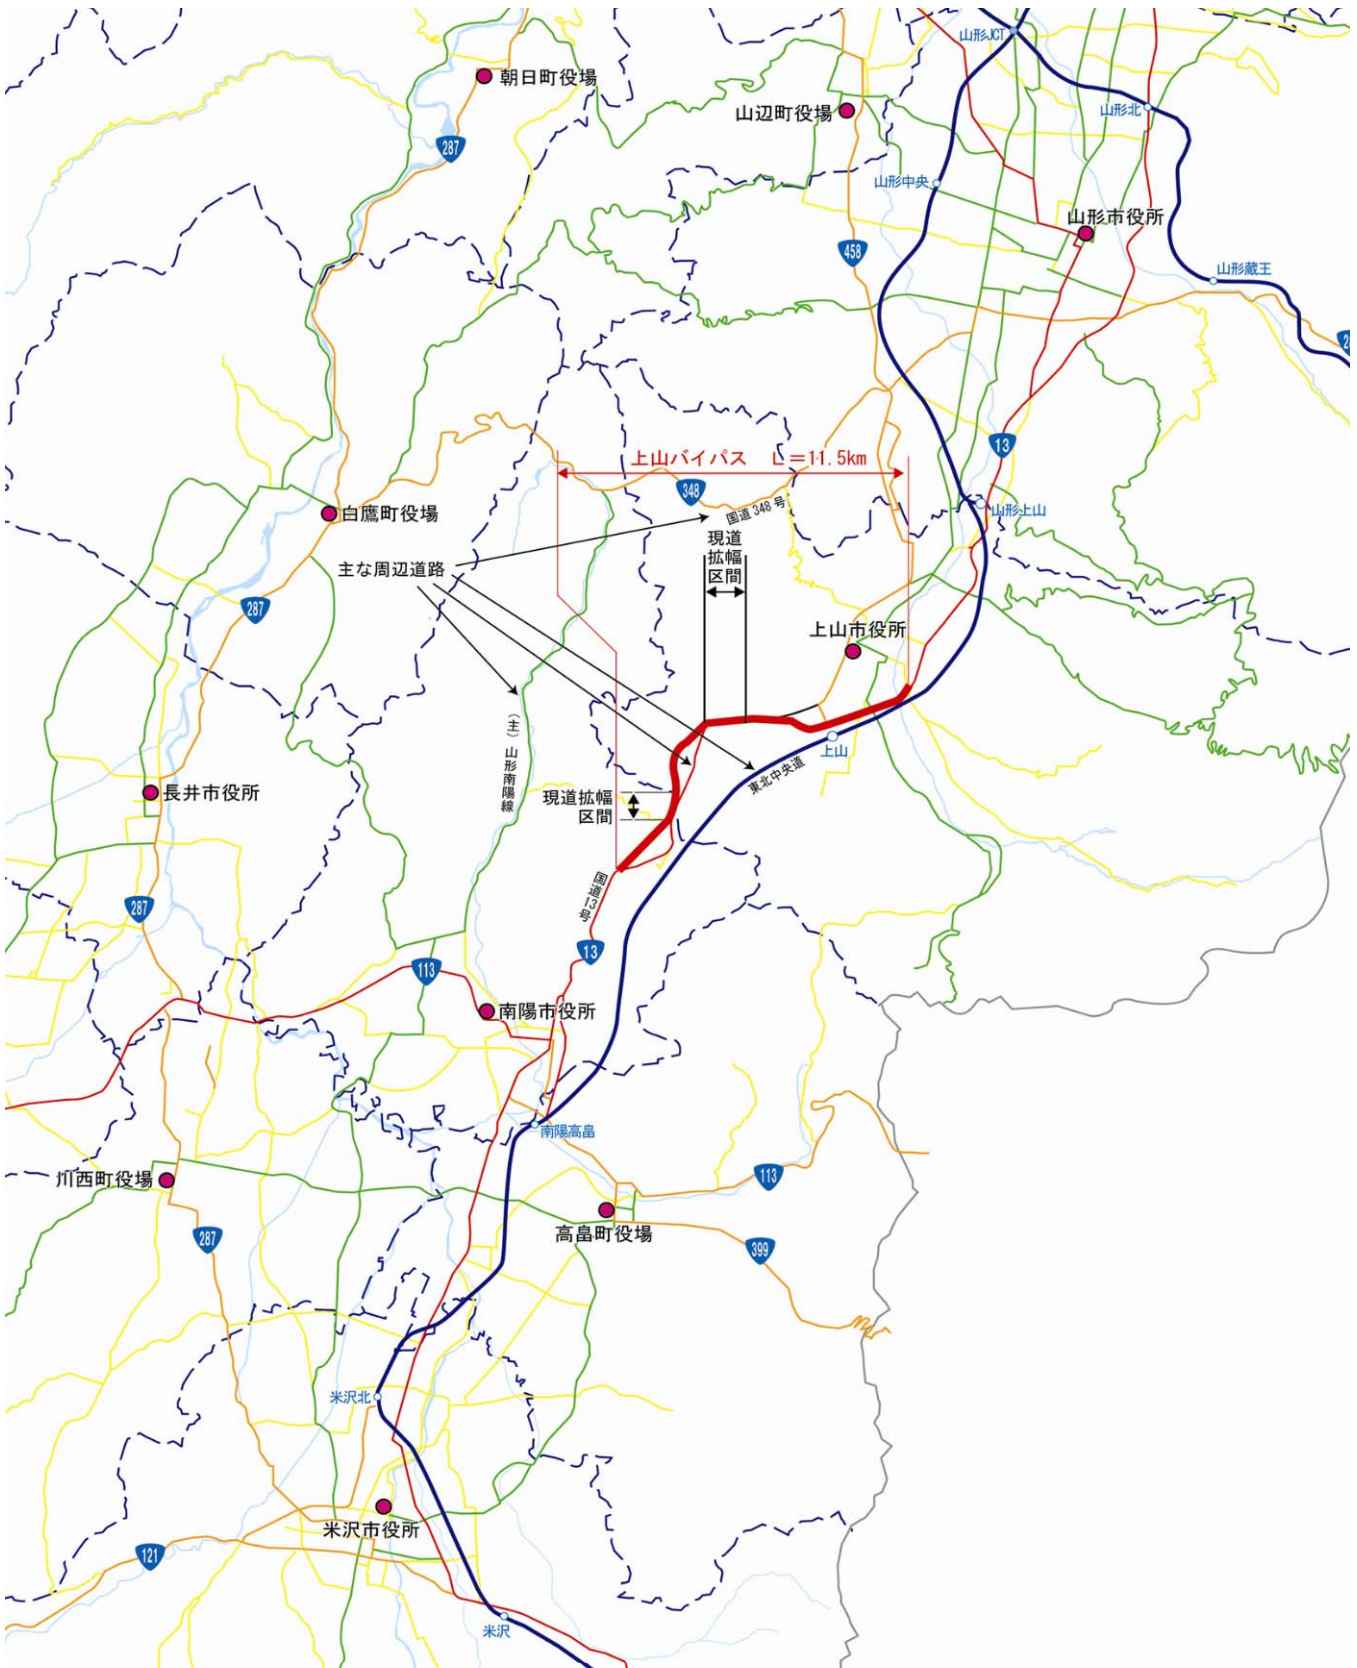 朝日町役場
山形JCT
山辺町役場
山形北
287
山形中央
山形市役所
458
山形蔵王
13
上山バイパス L=11.5km
348
国道348号
山形上山
白鷹町役場
現道
拡幅
区間
主な周辺道路
287
上山市役所
(主)山形南陽線
上山
東北中央道
長井市役所
現道拡幅
区間
国道13号
287
13
113
南陽市役所
南陽高畠
川西町役場
113
高畠町役場
287
399
米沢北
米沢市役所
121
米沢